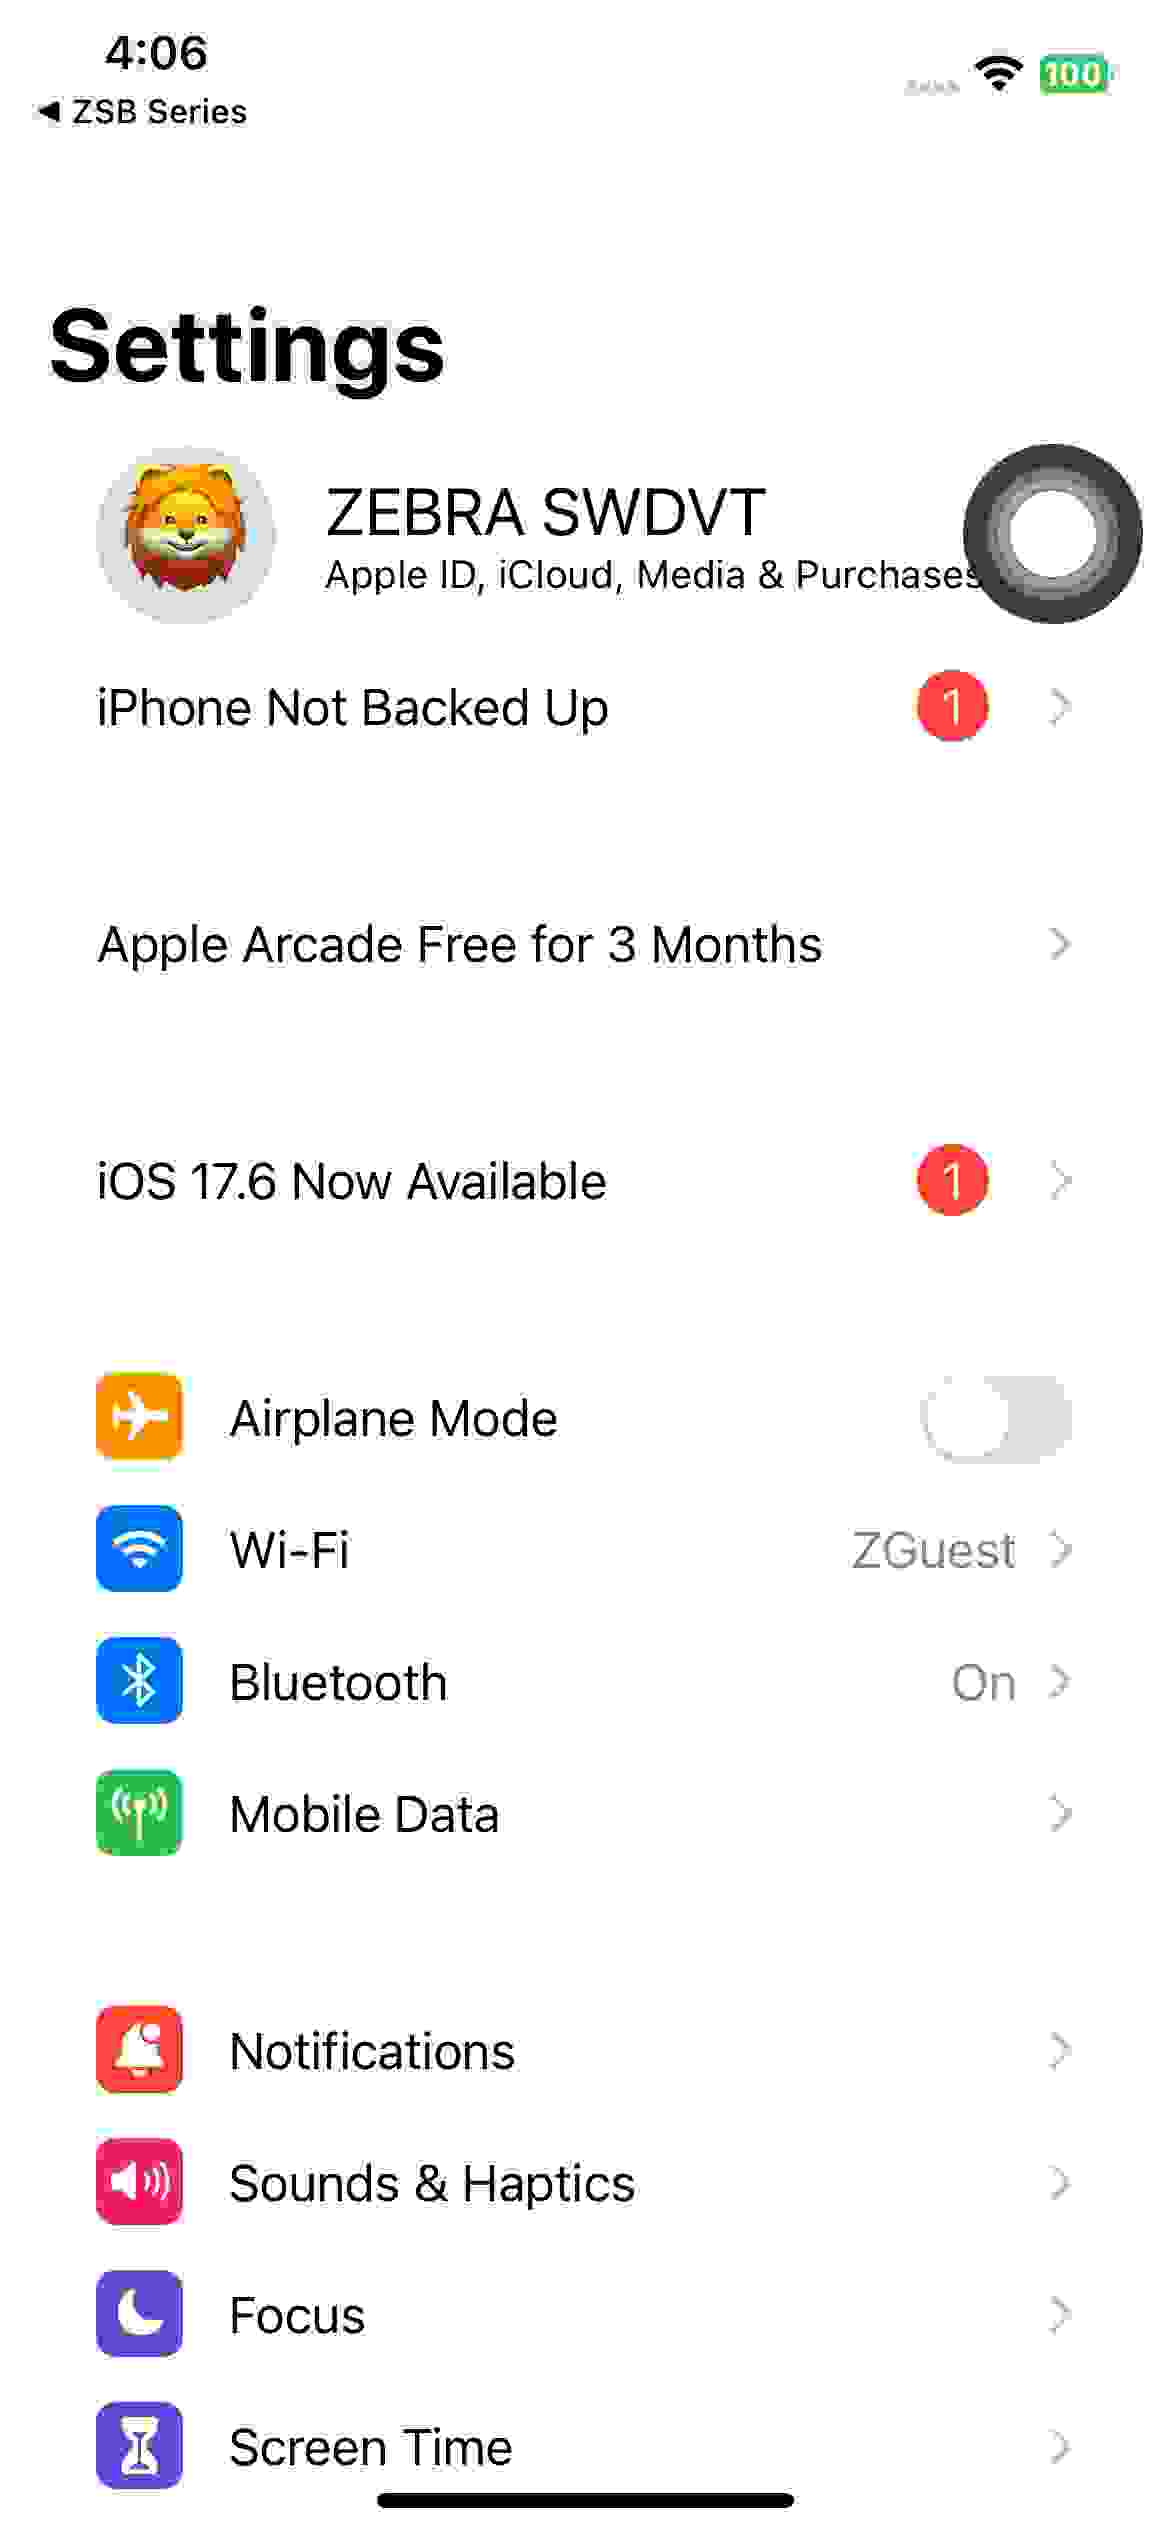 4:06
100
◀ ZSB Series
Settings
ZEBRA SWDVT
Apple ID, iCloud, Media & Purchases
iPhone Not Backed Up 1
Apple Arcade Free for 3 Months
iOS 17.6 Now Available 1
Airplane Mode
Wi-Fi ZGuest
Bluetooth On
Mobile Data
Notifications
Sounds & Haptics
Focus
Screen Time